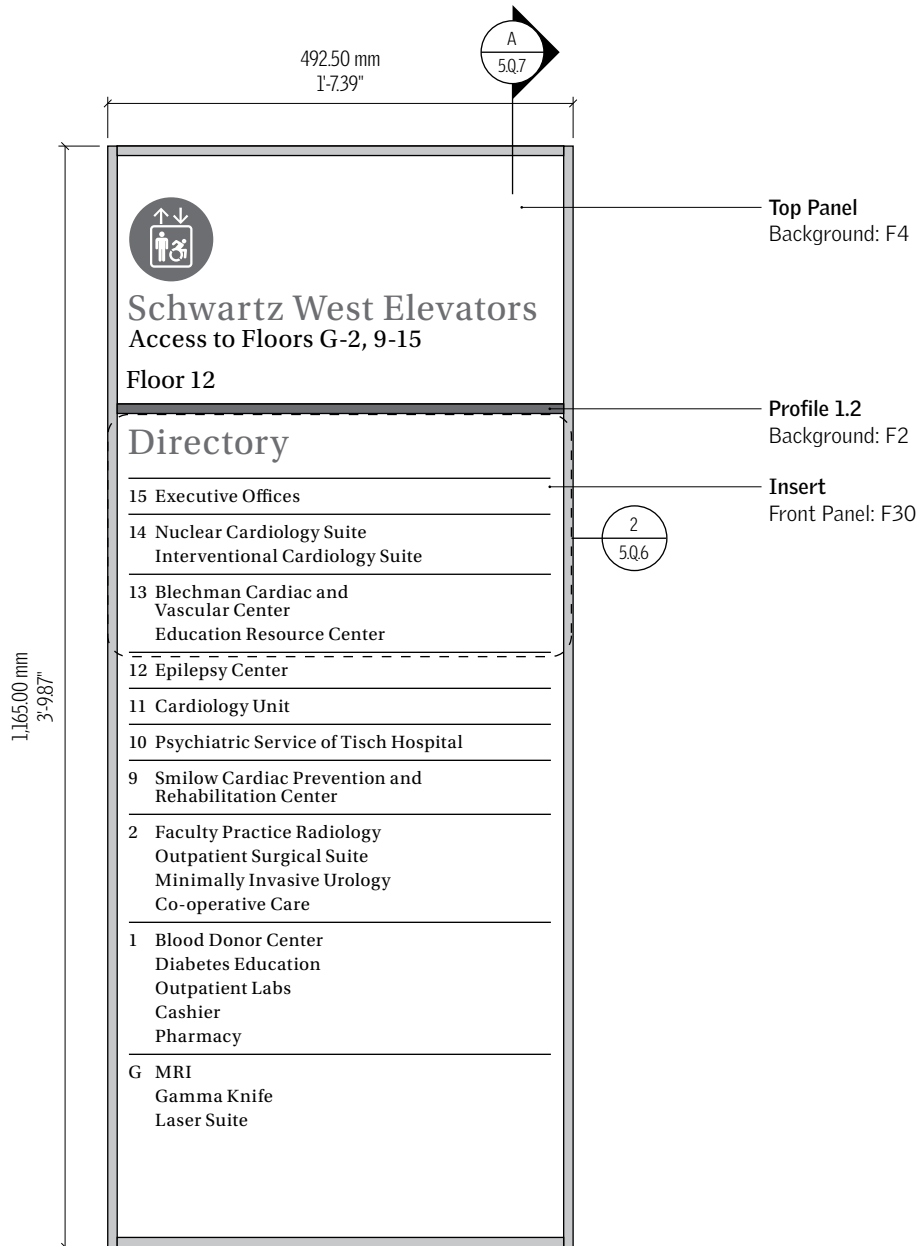 A
5.Q.7
492.50 mm
1'-7.39"
Top Panel
Background: F4
Schwartz West Elevators
Access to Floors G-2, 9-15
Floor 12
Profile 1.2
Background: F2
Directory
Insert
Front Panel: F30
15 Executive Offices
2
5.Q.6
14 Nuclear Cardiology Suite
Interventional Cardiology Suite
13 Blechman Cardiac and
Vascular Center
Education Resource Center
1,165.00 mm
3'-9.87"
12 Epilepsy Center
11 Cardiology Unit
10 Psychiatric Service of Tisch Hospital
9 Smilow Cardiac Prevention and
Rehabilitation Center
2 Faculty Practice Radiology
Outpatient Surgical Suite
Minimally Invasive Urology
Co-operative Care
1 Blood Donor Center
Diabetes Education
Outpatient Labs
Cashier
Pharmacy
G MRI
Gamma Knife
Laser Suite